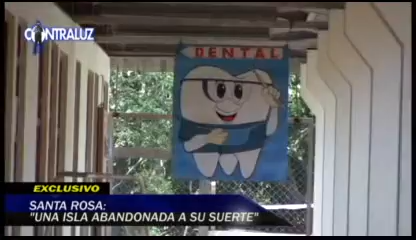 CONTRALUZ
DENTAL
EXCLUSIVO
SANTA ROSA:
"UNA ISLA ABANDONADA A SU SUERTE"